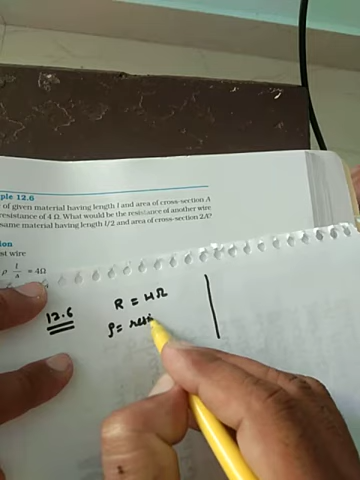 ple 12.6
of given material having length l and area of cross-section A
resistance of 4 Ω. What would be the resistance of another wire
same material having length l/2 and area of cross-section 2A?
ion
st wire
ρ l/A = 4Ω
12.6
R = 4Ω
ρ = resi